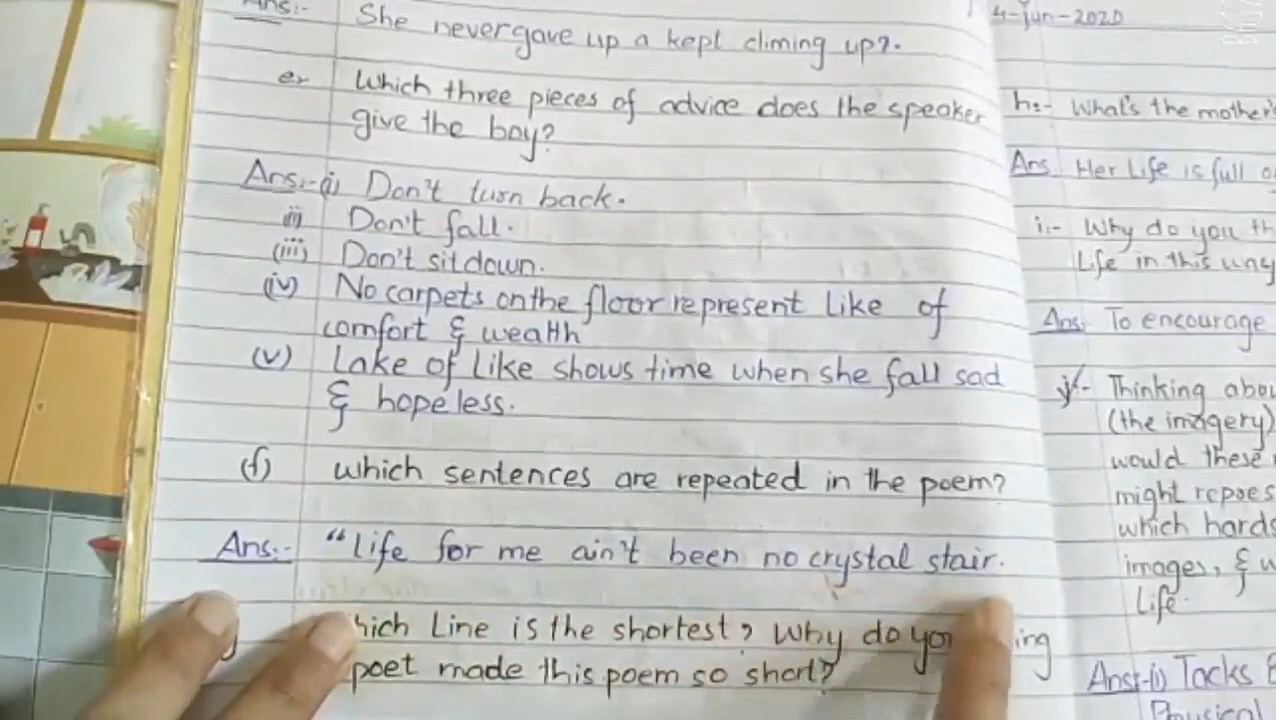 Ans:-
She never gave up a kept climing up?.
e,
Which three pieces of advice does the speaker
give the boy?
Ans:-(i) Don't turn back.
ii) Don't fall.
(iii) Don't sit down.
(iv) No carpets on the floor represent like of
comfort & wealth
(v) Lake of like shows time when she fall sad
& hopeless.
(f) which sentences are repeated in the poem?
Ans:- "Life for me ain't been no crystal stair.
hich Line is the shortest? Why do you ing
poet made this poem so short?
4-Jun-2020
h:- What's the mother's
Ans Her Life is full
i:- Why do you th
Life in this way
Ans: To encourage
j:- Thinking abou
(the imagery)
would these
might repres
which hards
images, & w
Life.
Ans:-(i) Tacks &
Physical